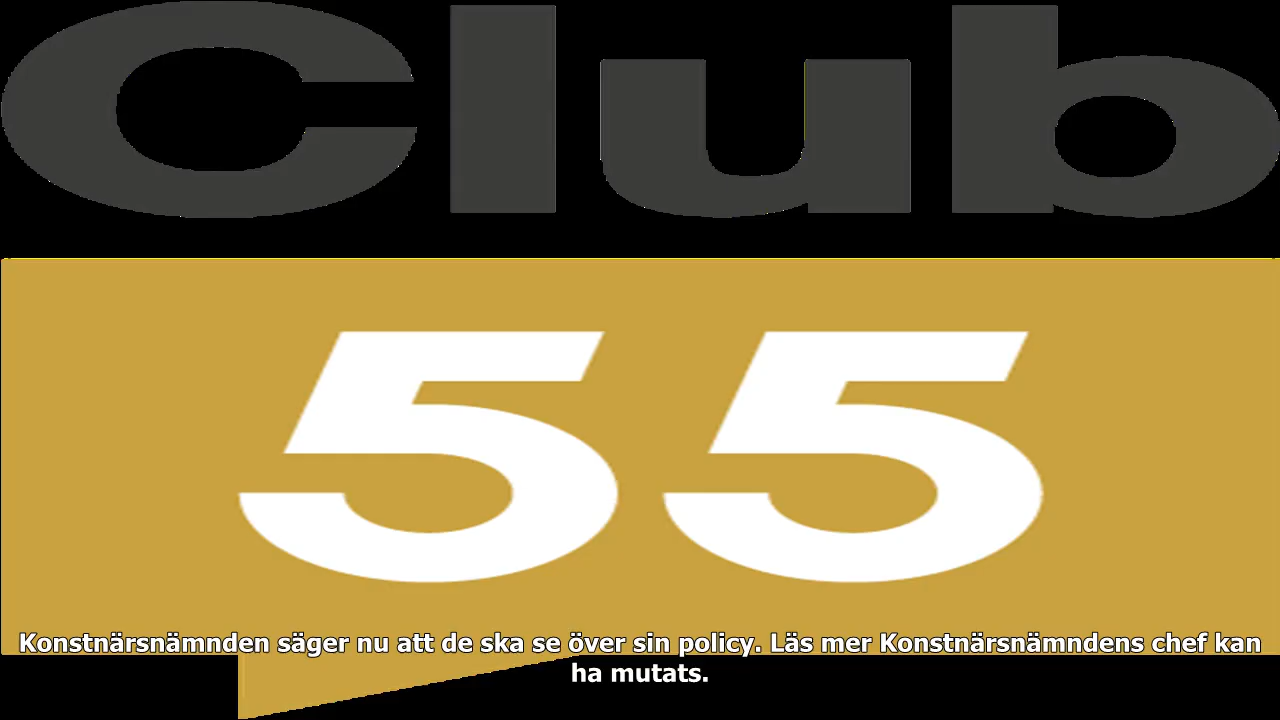 Club
55
Konstnärsnämnden säger nu att de ska se över sin policy. Läs mer Konstnärsnämndens chef kan
ha mutats.